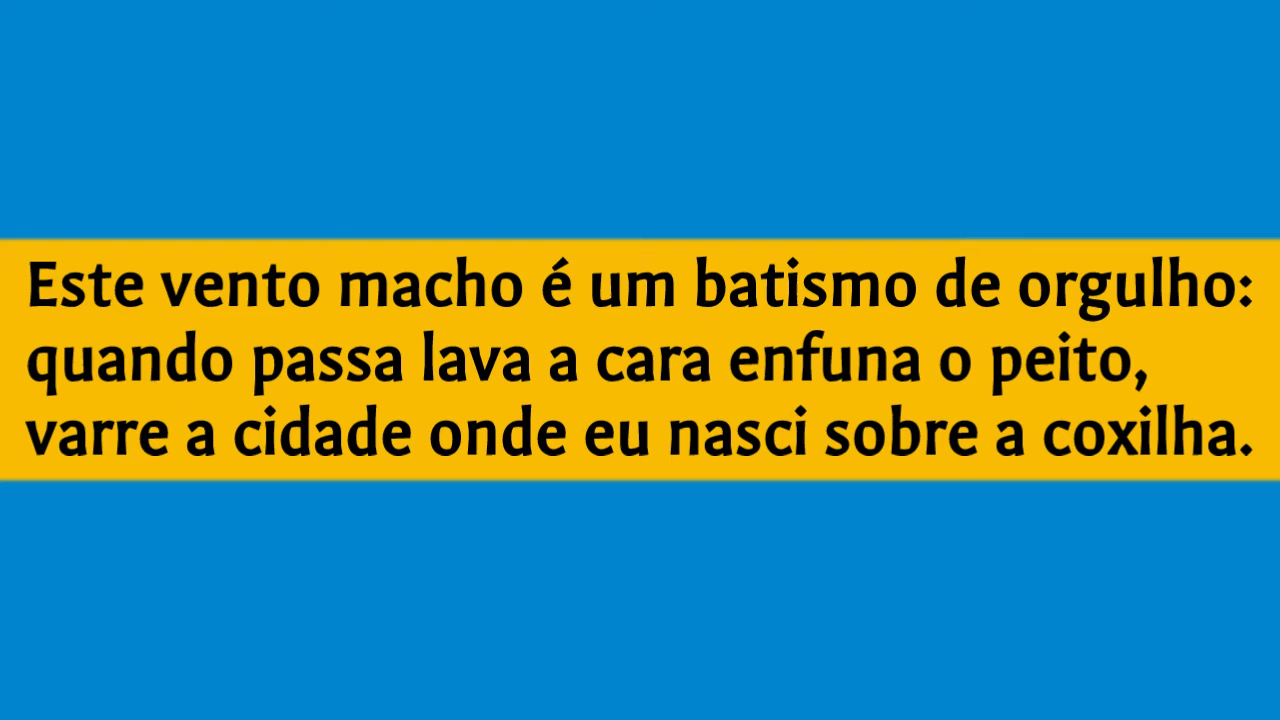 Este vento macho é um batismo de orgulho:
quando passa lava a cara enfuna o peito,
varre a cidade onde eu nasci sobre a coxilha.